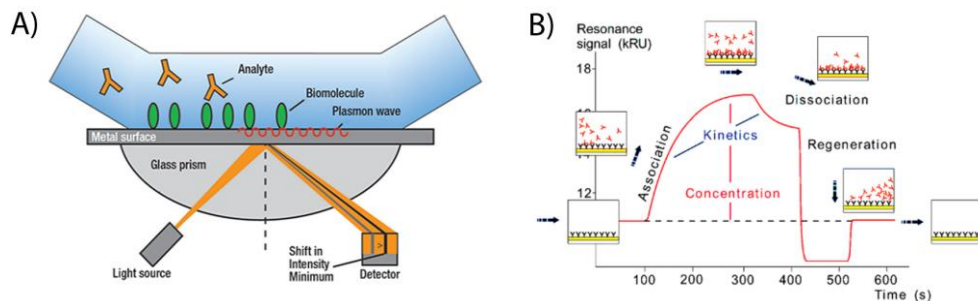 A)
Analyte
Biomolecule
Plasmon wave
Metal surface
Glass prism
Light source
Shift in
Intensity
Minimum
Detector
B)
Resonance
signal (kRU)
18
12
Association
Kinetics
Concentration
Dissociation
Regeneration
100
200
300
400
500
600
Time (s)